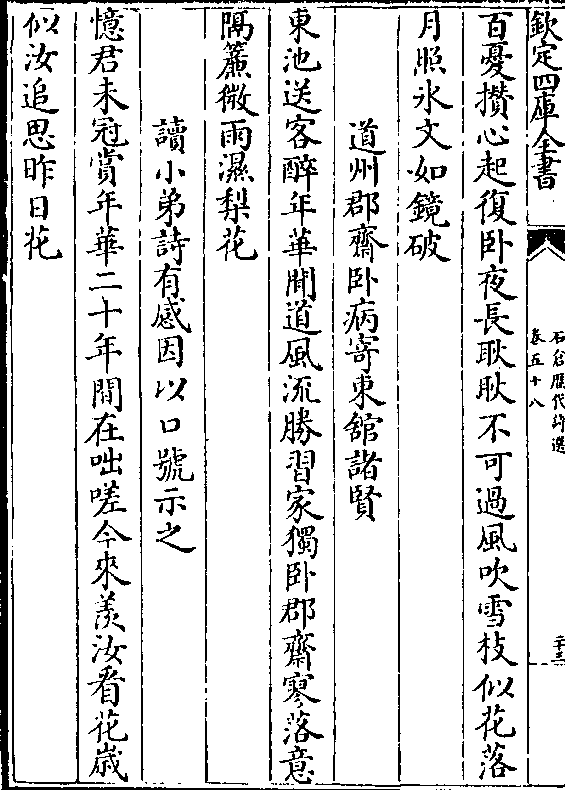 欽定四庫全書
石倉歷代詩選
卷五十八
二十三
百憂攅心起復卧夜長耿耿不可過風吹雪枝似花落
月照氷文如鏡破
道州郡齋卧病寄東舘諸賢
東池送客醉年華聞道風流勝習家獨卧郡齋寥落意
隔簾微雨濕梨花
讀小弟詩有感因以口號示之
憶君未冠賞年華二十年間在咄嗟今來羨汝看花歳
似汝追思昨日花